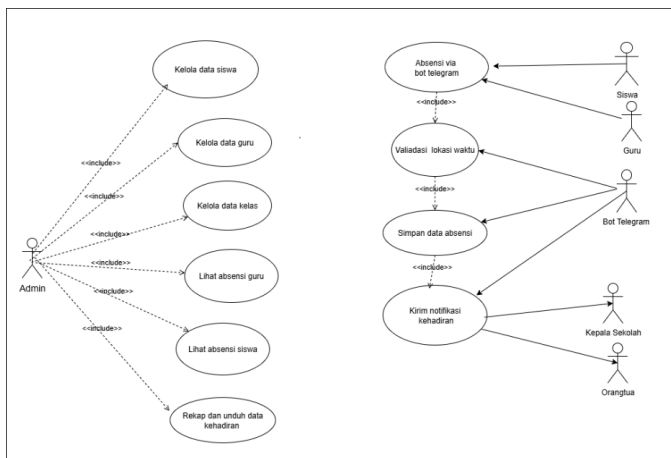 Kelola data siswa
<<include>>
Kelola data guru
<<include>>
Kelola data kelas
<<include>>
Admin
<<include>>
Lihat absensi guru
<<include>>
Lihat absensi siswa
<<include>>
Rekap dan unduh data
kehadiran
Absensi via
bot telegram
Siswa
<<include>>
Guru
Valiadasi lokasi waktu
<<include>>
Bot Telegram
Simpan data absensi
<<include>>
Kirim notifikasi
kehadiran
Kepala Sekolah
Orangtua